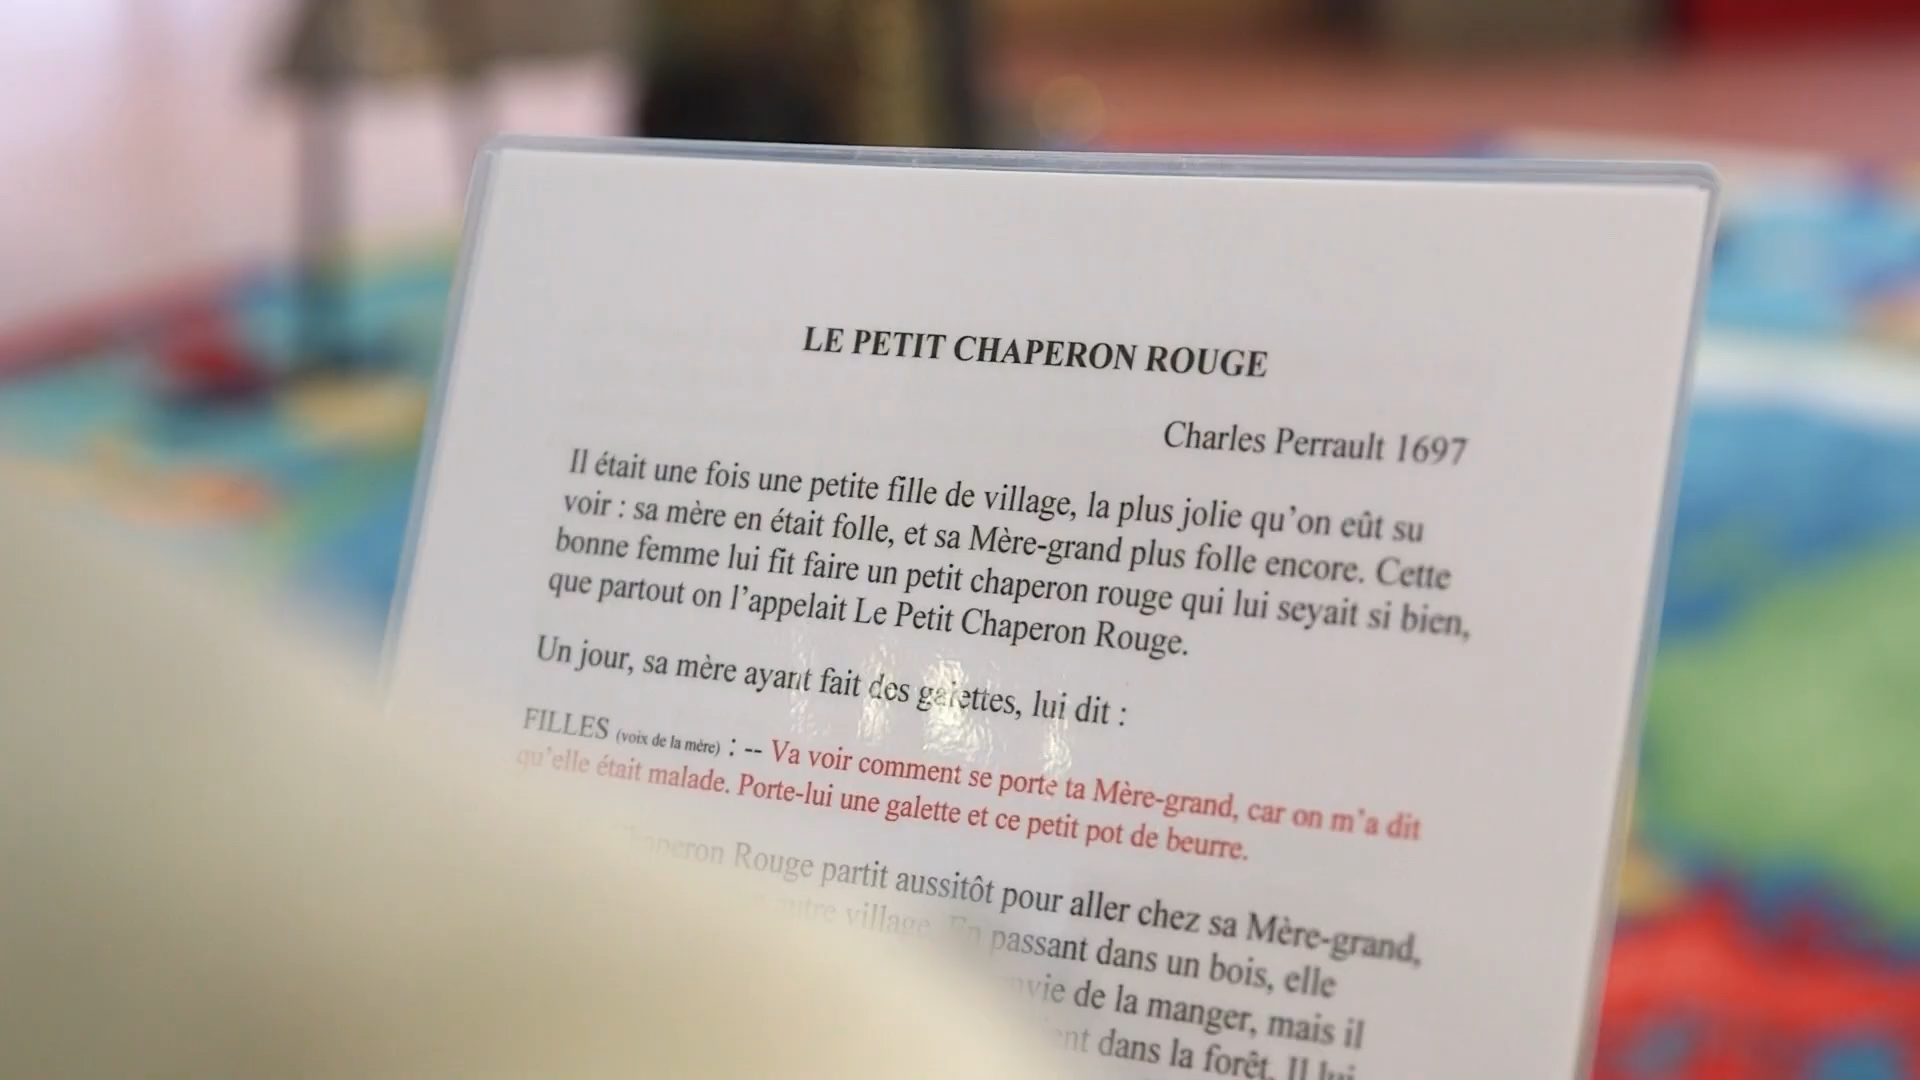 LE PETIT CHAPERON ROUGE
Charles Perrault 1697
Il était une fois une petite fille de village, la plus jolie qu'on eût su
voir : sa mère en était folle, et sa Mère-grand plus folle encore. Cette
bonne femme lui fit faire un petit chaperon rouge qui lui seyait si bien,
que partout on l'appelait Le Petit Chaperon Rouge.
Un jour, sa mère ayant fait des galettes, lui dit :
FILLES (voix de la mère) : -- Va voir comment se porte ta Mère-grand, car on m'a dit
qu'elle était malade. Porte-lui une galette et ce petit pot de beurre.
Rouge partit aussitôt pour aller chez sa Mère-grand,
autre village. En passant dans un bois, elle
de la manger, mais il
dans la forêt. Il lui